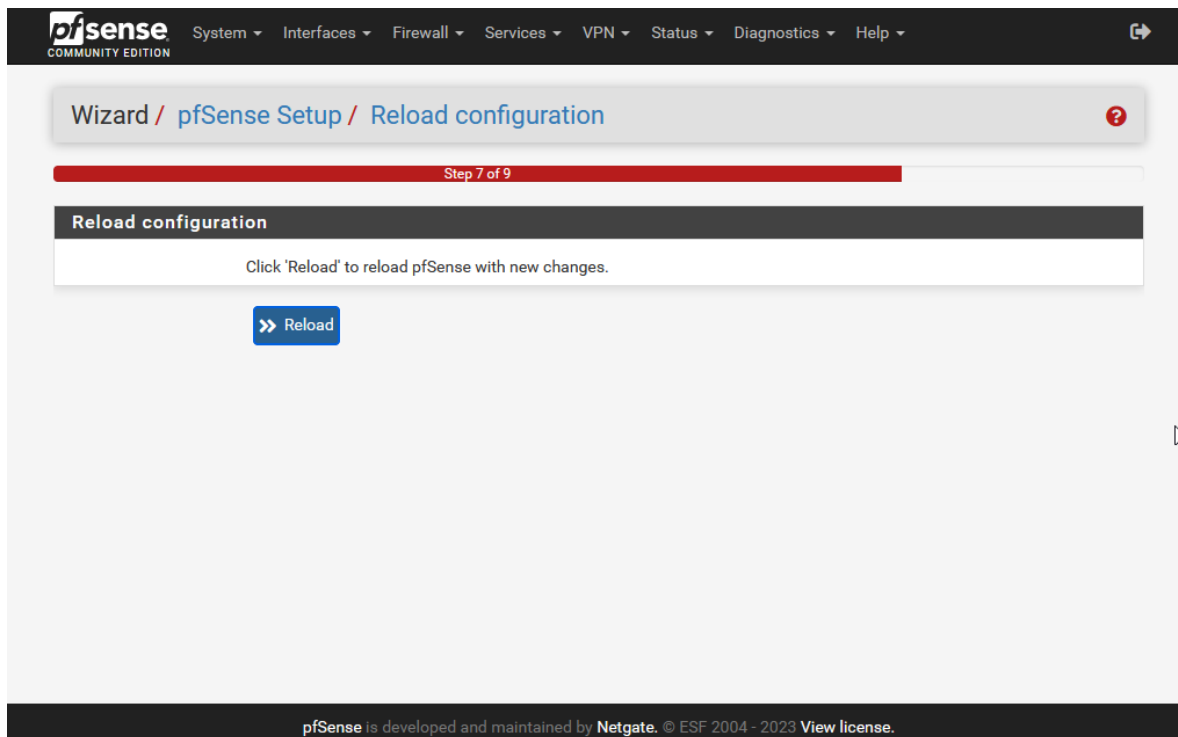 pfsense System Interfaces Firewall Services VPN Status Diagnostics Help
COMMUNITY EDITION
Wizard / pfSense Setup / Reload configuration
Step 7 of 9
Reload configuration
Click 'Reload' to reload pfSense with new changes.
Reload
pfSense is developed and maintained by Netgate. © ESF 2004 - 2023 View license.